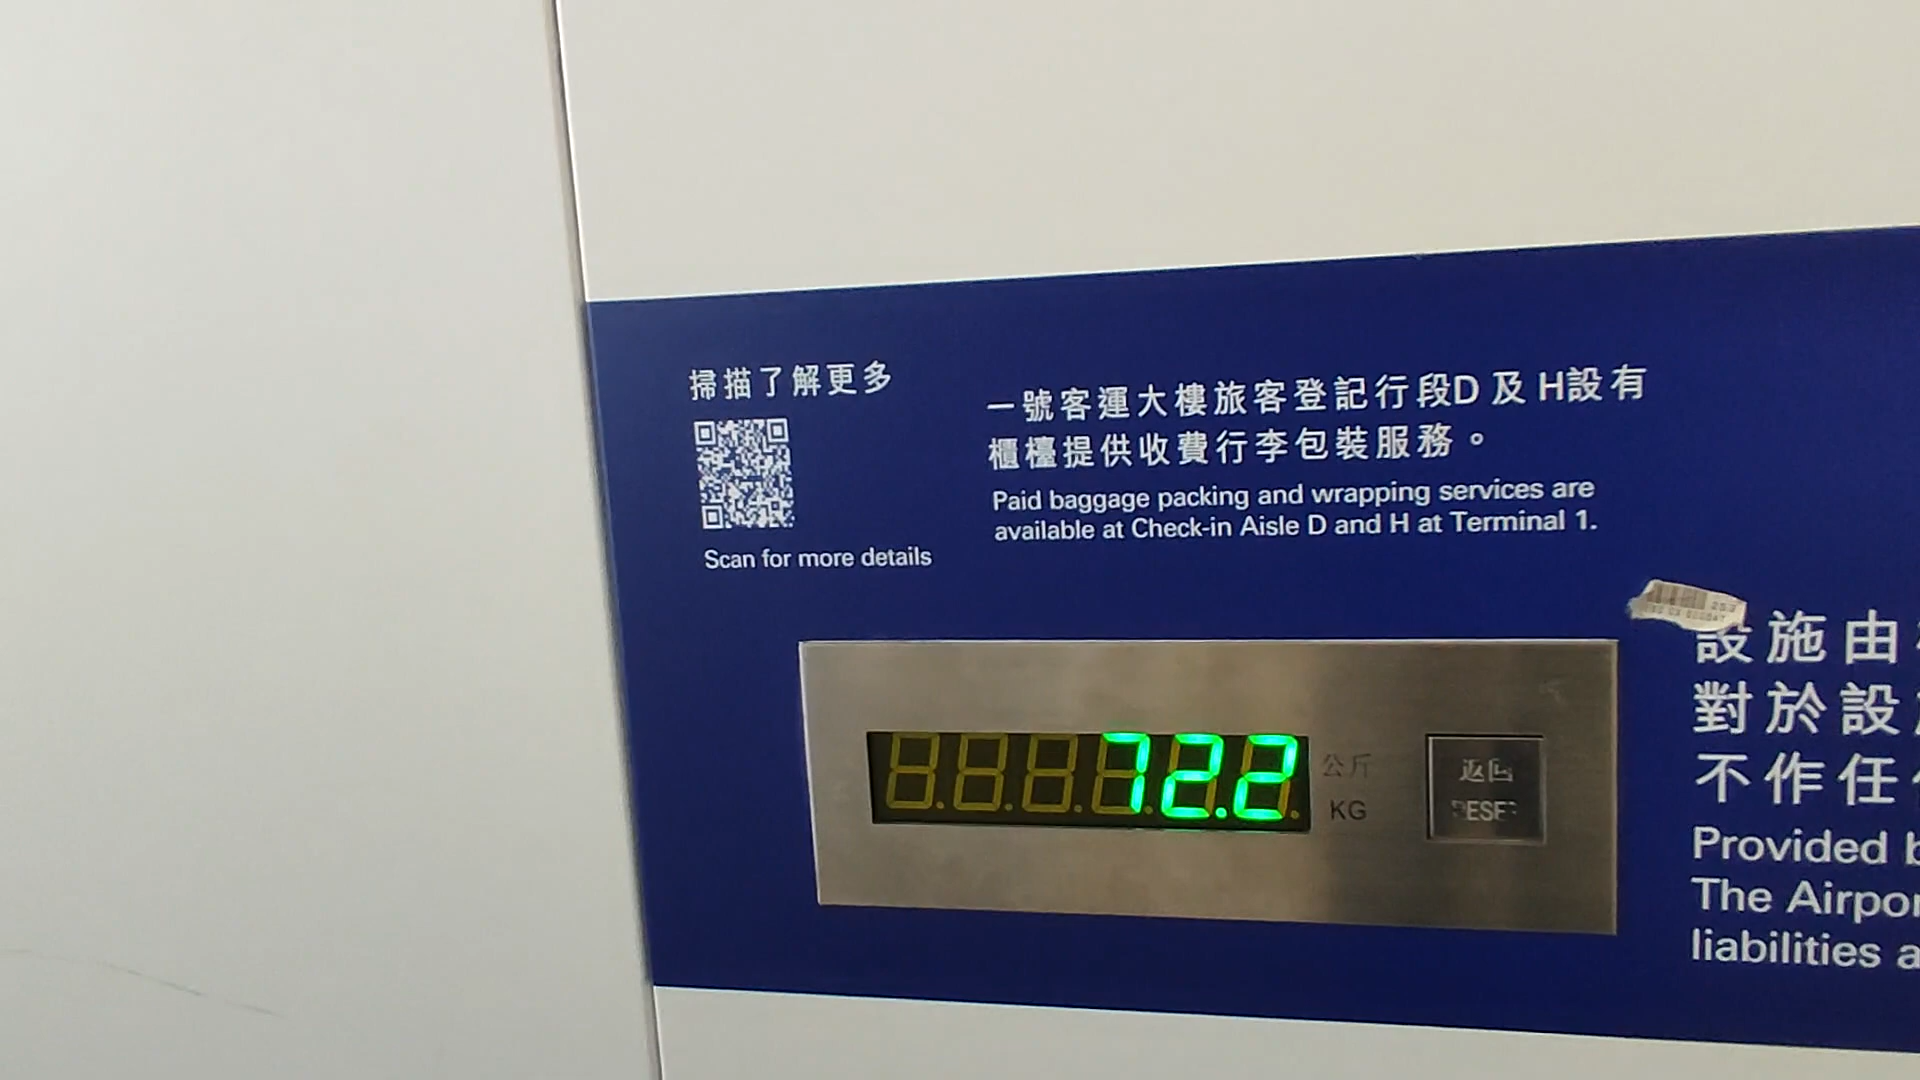 掃描了解更多
Scan for more details
一號客運大樓旅客登記行段D 及 H設有
櫃檯提供收費行李包裝服務。
Paid baggage packing and wrapping services are
available at Check-in Aisle D and H at Terminal 1.
72.2
公斤
KG
返回
RESET
設施由
對於設
不作任
Provided
The Airpor
liabilities